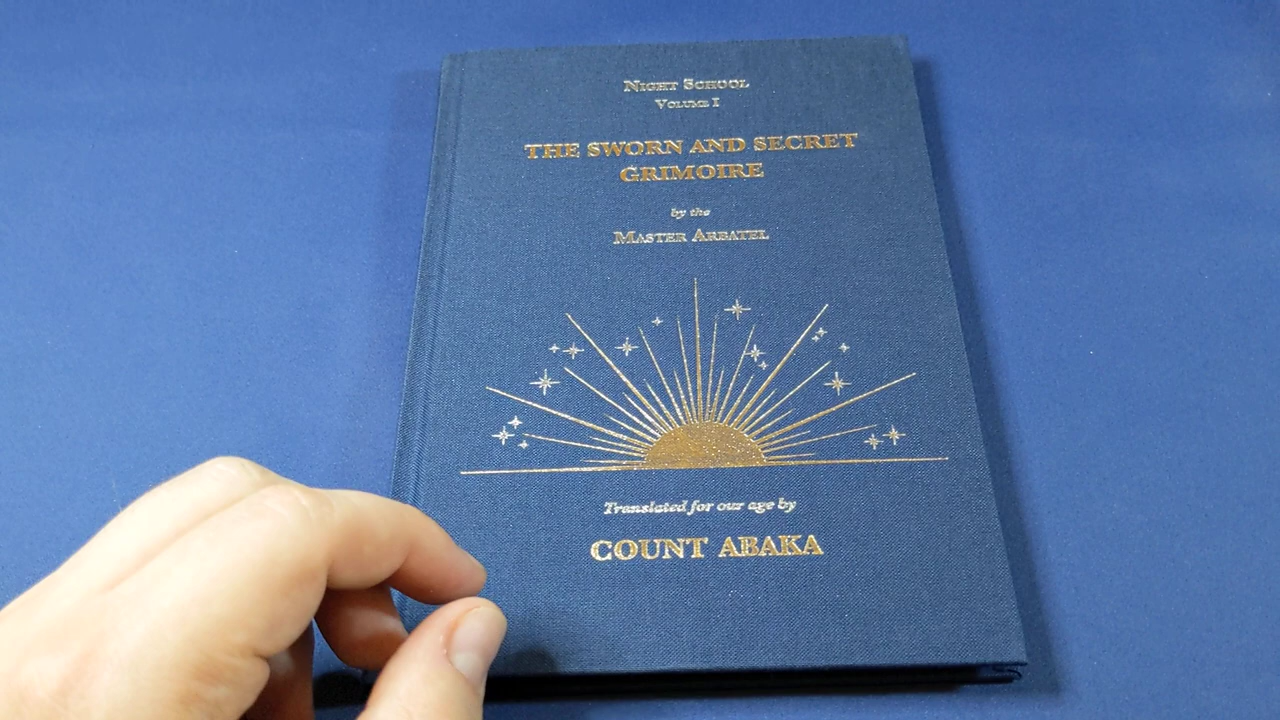 NIGHT SCHOOL
VOLUME I
THE SWORN AND SECRET
GRIMOIRE
by the
MASTER ARBATEL
Translated for our age by
COUNT ABAKA